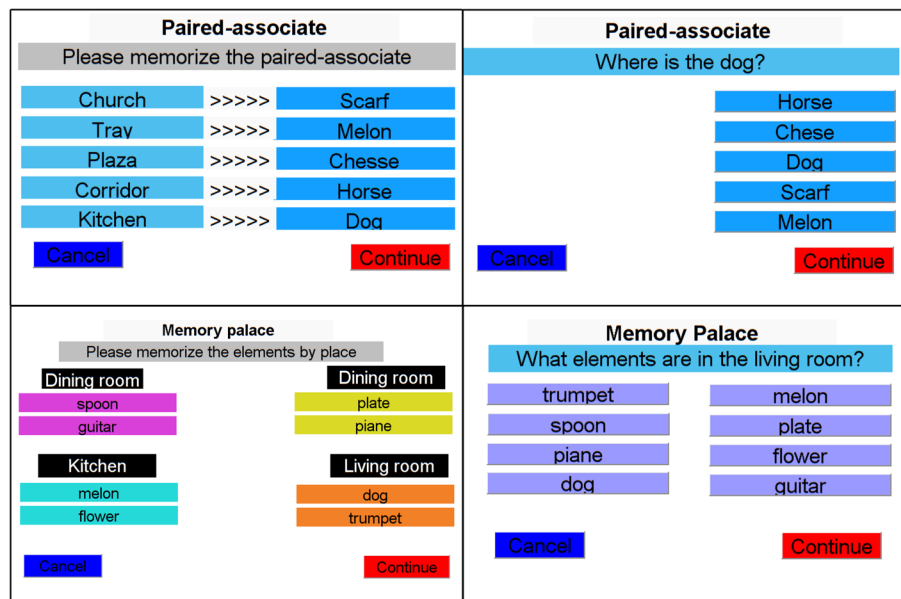 Paired-associate
Please memorize the paired-associate
Church >>>>> Scarf
Tray >>>>> Melon
Plaza >>>>> Chesse
Corridor >>>>> Horse
Kitchen >>>>> Dog
Cancel Continue
Paired-associate
Where is the dog?
Horse
Chese
Dog
Scarf
Melon
Cancel Continue
Memory palace
Please memorize the elements by place
Dining room Dining room
spoon plate
guitar piane
Kitchen Living room
melon dog
flower trumpet
Cancel Continue
Memory Palace
What elements are in the living room?
trumpet melon
spoon plate
piane flower
dog guitar
Cancel Continue